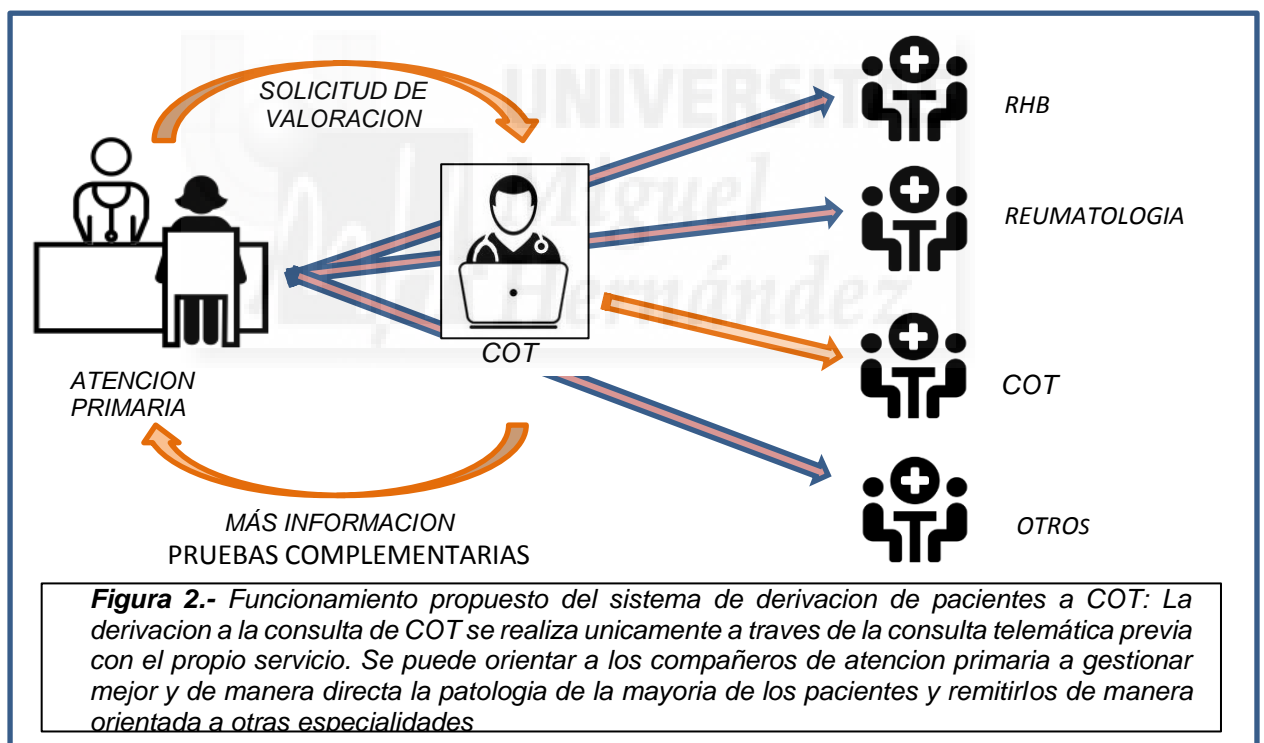 SOLICITUD DE
VALORACION
RHB
REUMATOLOGIA
COT
COT
ATENCION
PRIMARIA
MÁS INFORMACION
PRUEBAS COMPLEMENTARIAS
OTROS
UNIVERSIT
Miguel
Hernández
Figura 2.- Funcionamiento propuesto del sistema de derivacion de pacientes a COT: La
derivacion a la consulta de COT se realiza unicamente a traves de la consulta telemática previa
con el propio servicio. Se puede orientar a los compañeros de atencion primaria a gestionar
mejor y de manera directa la patologia de la mayoria de los pacientes y remitirlos de manera
orientada a otras especialidades